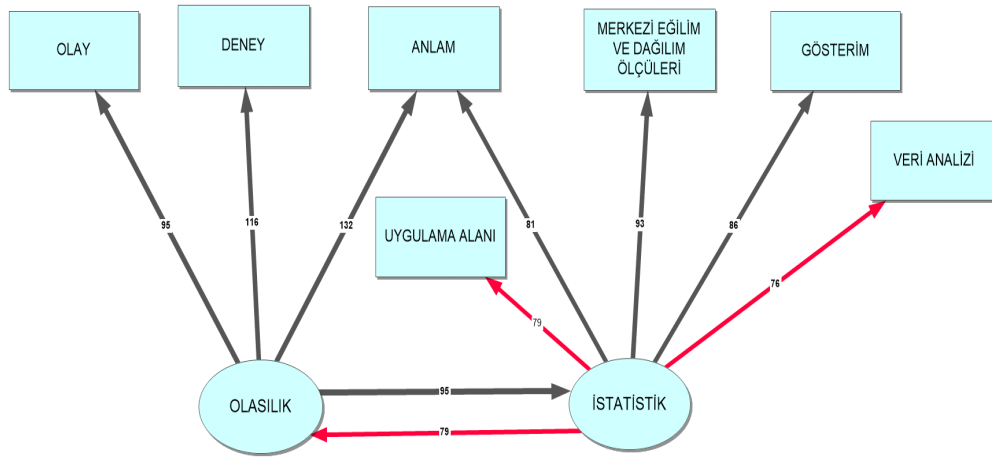 OLAY
DENEY
ANLAM
MERKEZİ EĞİLİM
VE DAĞILIM
ÖLÇÜLERİ
GÖSTERİM
VERİ ANALİZİ
UYGULAMA ALANI
95
116
132
81
93
86
76
79
OLASILIK
95
İSTATİSTİK
79